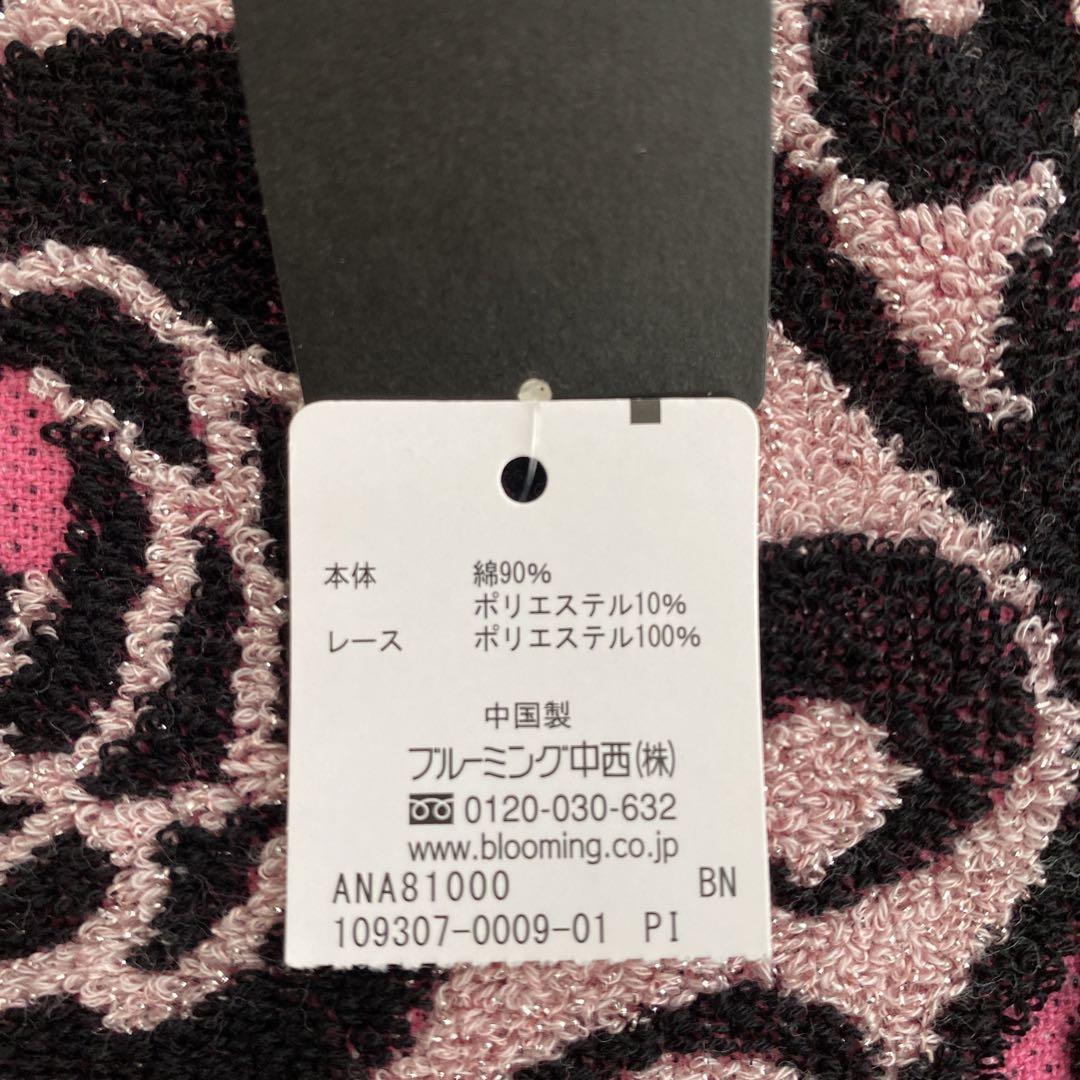 本体 綿90%
ポリエステル10%
レース ポリエステル100%
中国製
ブルーミング中西(株)
0120-030-632
www.blooming.co.jp
ANA81000 BN
109307-0009-01 PI